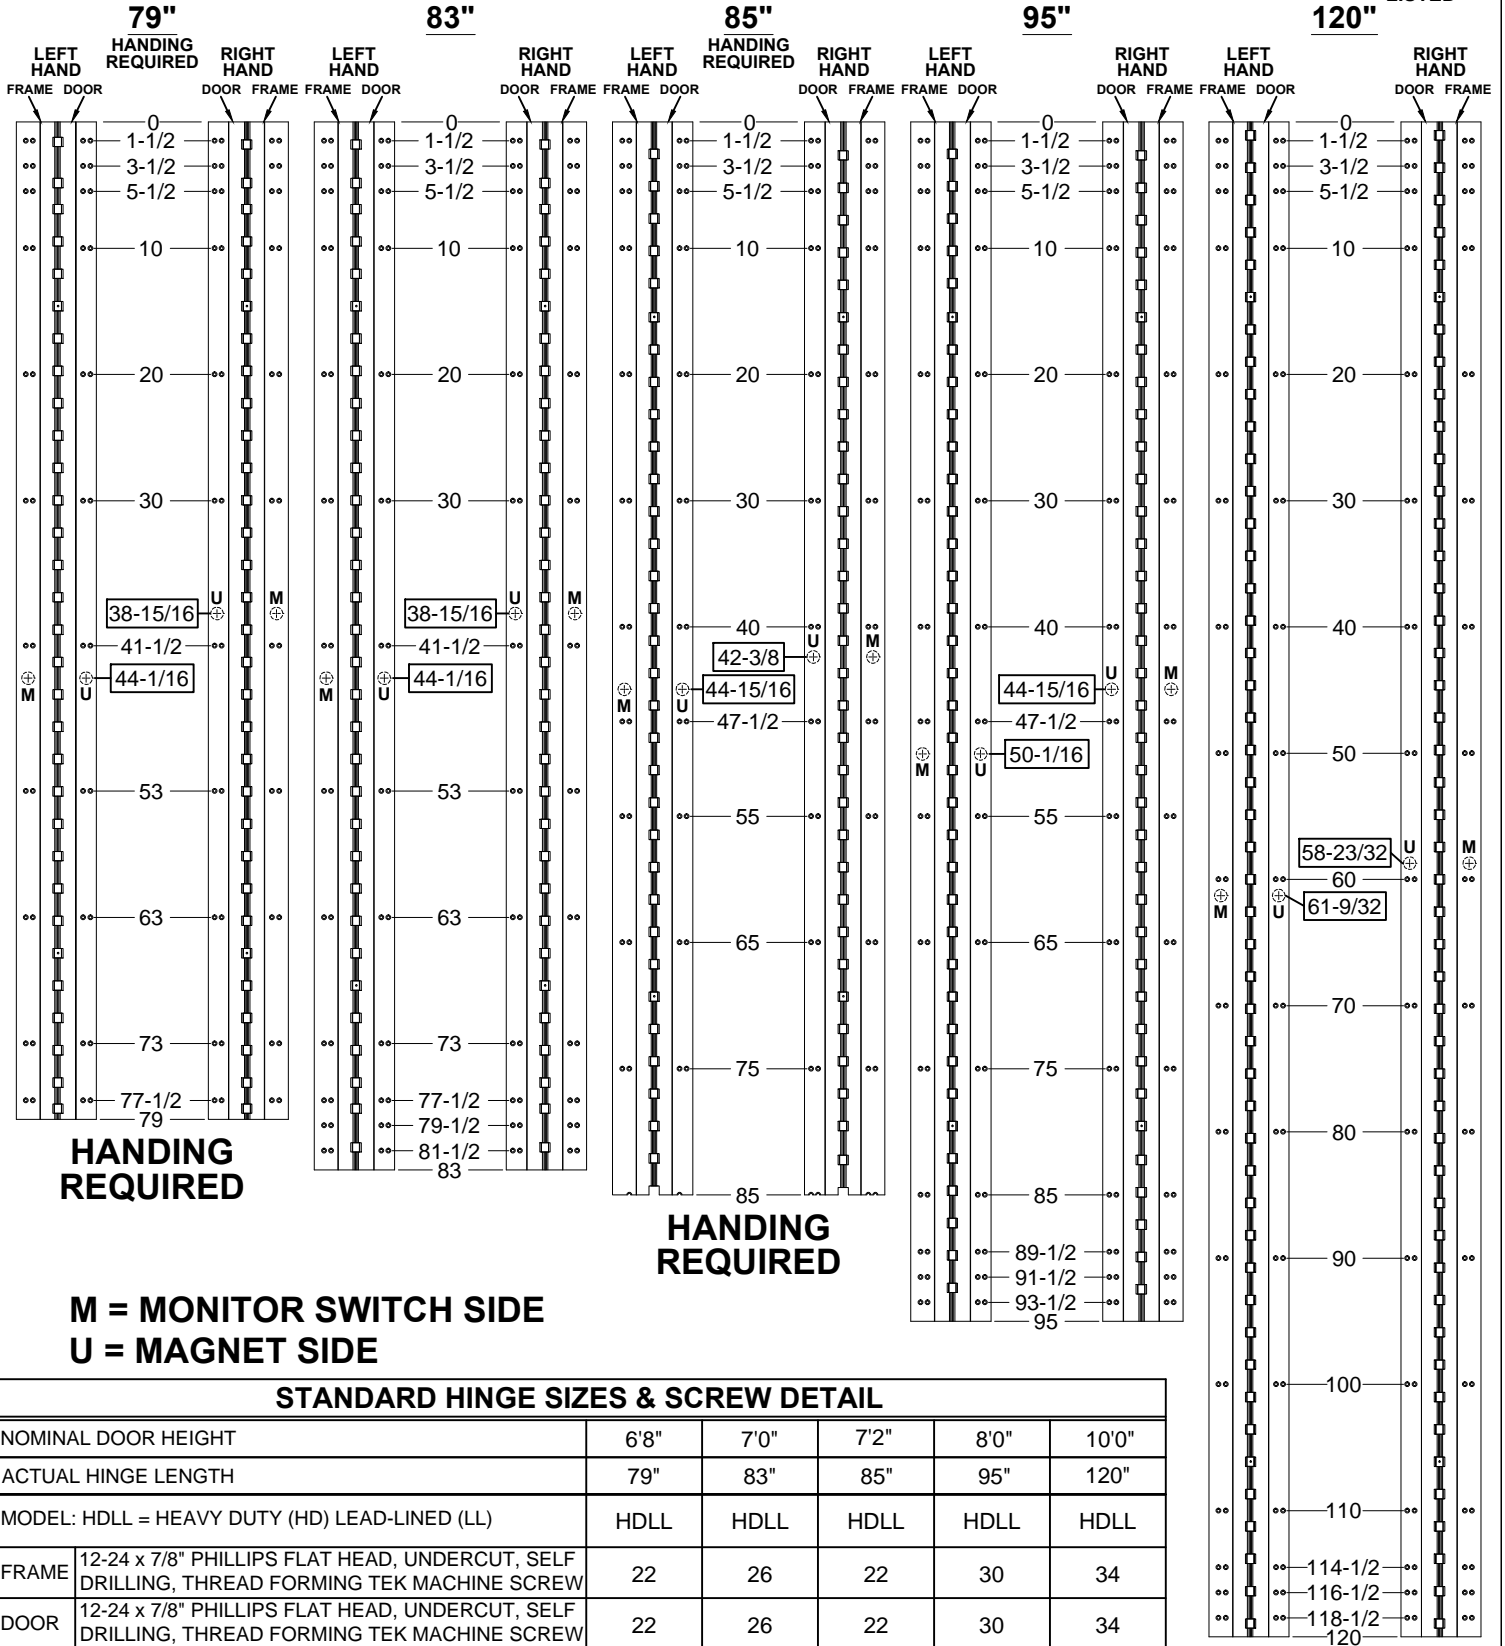 79"
HANDING
REQUIRED
LEFT
HAND
FRAME DOOR
RIGHT
HAND
DOOR FRAME
0
1-1/2
3-1/2
5-1/2
10
20
30
38-15/16
U
M
41-1/2
44-1/16
M
U
53
63
73
77-1/2
79
HANDING
REQUIRED
83"
LEFT
HAND
FRAME DOOR
RIGHT
HAND
DOOR FRAME
0
1-1/2
3-1/2
5-1/2
10
20
30
38-15/16
U
M
41-1/2
44-1/16
M
U
53
63
73
77-1/2
79-1/2
81-1/2
83
85"
HANDING
REQUIRED
LEFT
HAND
FRAME DOOR
RIGHT
HAND
DOOR FRAME
0
1-1/2
3-1/2
5-1/2
10
20
30
40
U
M
42-3/8
44-15/16
M
U
47-1/2
55
65
75
85
HANDING
REQUIRED
95"
LEFT
HAND
FRAME DOOR
RIGHT
HAND
DOOR FRAME
0
1-1/2
3-1/2
5-1/2
10
20
30
40
U
M
44-15/16
47-1/2
50-1/16
M
U
55
65
75
85
89-1/2
91-1/2
93-1/2
95
120"
LEFT
HAND
FRAME DOOR
RIGHT
HAND
DOOR FRAME
0
1-1/2
3-1/2
5-1/2
10
20
30
40
50
58-23/32
U
M
60
61-9/32
M
U
70
80
90
100
110
114-1/2
116-1/2
118-1/2
120
M = MONITOR SWITCH SIDE
U = MAGNET SIDE
STANDARD HINGE SIZES & SCREW DETAIL
NOMINAL DOOR HEIGHT 6'8" 7'0" 7'2" 8'0" 10'0"
ACTUAL HINGE LENGTH 79" 83" 85" 95" 120"
MODEL: HDLL = HEAVY DUTY (HD) LEAD-LINED (LL) HDLL HDLL HDLL HDLL HDLL
FRAME 12-24 x 7/8" PHILLIPS FLAT HEAD, UNDERCUT, SELF
DRILLING, THREAD FORMING TEK MACHINE SCREW 22 26 22 30 34
DOOR 12-24 x 7/8" PHILLIPS FLAT HEAD, UNDERCUT, SELF
DRILLING, THREAD FORMING TEK MACHINE SCREW 22 26 22 30 34